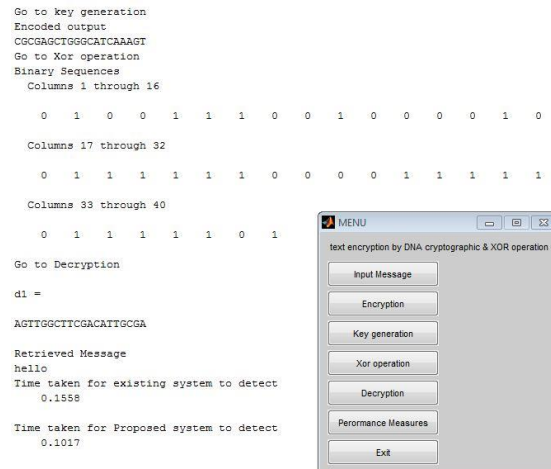 Go to key generation
Encoded output
CGCGAGCTGGGCATCAAAGT
Go to Xor operation
Binary Sequences
Columns 1 through 16
0 1 0 0 1 1 1 0 0 1 0 0 0 0 1 0
Columns 17 through 32
0 1 1 1 1 1 1 0 0 0 0 1 1 1 1 1
Columns 33 through 40
0 1 1 1 1 1 0 1
Go to Decryption
d1 =
AGTTGGCTTCGACATTGCGA
Retrieved Message
hello
Time taken for existing system to detect
0.1558
Time taken for Proposed system to detect
0.1017
MENU
text encryption by DNA cryptographic & XOR operation
Input Message
Encryption
Key generation
Xor operation
Decryption
Perormance Measures
Exit